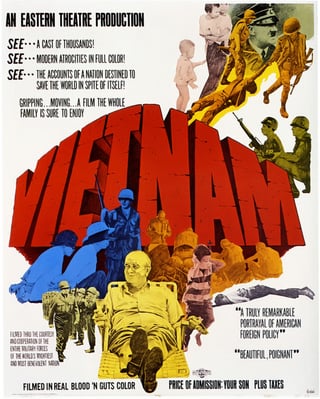 AN EASTERN THEATRE PRODUCTION
SEE••• A CAST OF THOUSANDS!
SEE••• MODERN ATROCITIES IN FULL COLOR!
SEE••• THE ACCOUNTS OF A NATION DESTINED TO
SAVE THE WORLD IN SPITE OF ITSELF!
GRIPPING...MOVING...A FILM THE WHOLE
FAMILY IS SURE TO ENJOY
VIETNAM
FILMED THRU THE COURTESY
AND COOPERATION OF THE
ENTIRE MILITARY FORCES
OF THE WORLD'S MIGHTIEST
AND MOST BENEVOLENT NATION
"A TRULY REMARKABLE
PORTRAYAL OF AMERICAN
FOREIGN POLICY"
"BEAUTIFUL, POIGNANT"
FILMED IN REAL BLOOD 'N GUTS COLOR
PRICE OF ADMISSION: YOUR SON PLUS TAXES